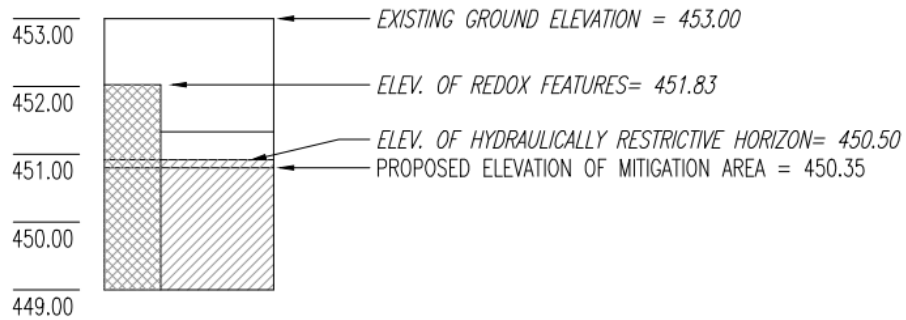 453.00
EXISTING GROUND ELEVATION = 453.00
452.00
ELEV. OF REDOX FEATURES= 451.83
451.00
ELEV. OF HYDRAULICALLY RESTRICTIVE HORIZON= 450.50
PROPOSED ELEVATION OF MITIGATION AREA = 450.35
450.00
449.00